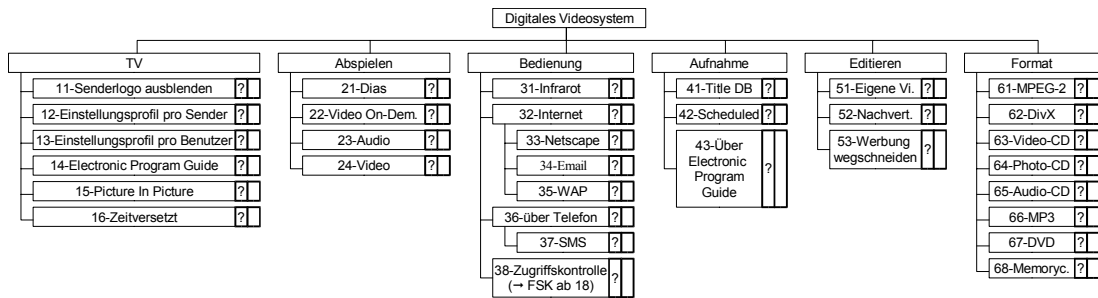 Digitales Videosystem
TV
11-Senderlogo ausblenden ?
12-Einstellungsprofil pro Sender ?
13-Einstellungsprofil pro Benutzer ?
14-Electronic Program Guide ?
15-Picture In Picture ?
16-Zeitversetzt ?
Abspielen
21-Dias ?
22-Video On-Dem. ?
23-Audio ?
24-Video ?
Bedienung
31-Infrarot ?
32-Internet ?
33-Netscape ?
34-Email ?
35-WAP ?
36-über Telefon ?
37-SMS ?
38-Zugriffskontrolle ?
(→ FSK ab 18)
Aufnahme
41-Title DB ?
42-Scheduled ?
43-Über
Electronic ?
Program
Guide
Editieren
51-Eigene Vi. ?
52-Nachvert. ?
53-Werbung ?
wegschneiden
Format
61-MPEG-2 ?
62-DivX ?
63-Video-CD ?
64-Photo-CD ?
65-Audio-CD ?
66-MP3 ?
67-DVD ?
68-Memoryc. ?